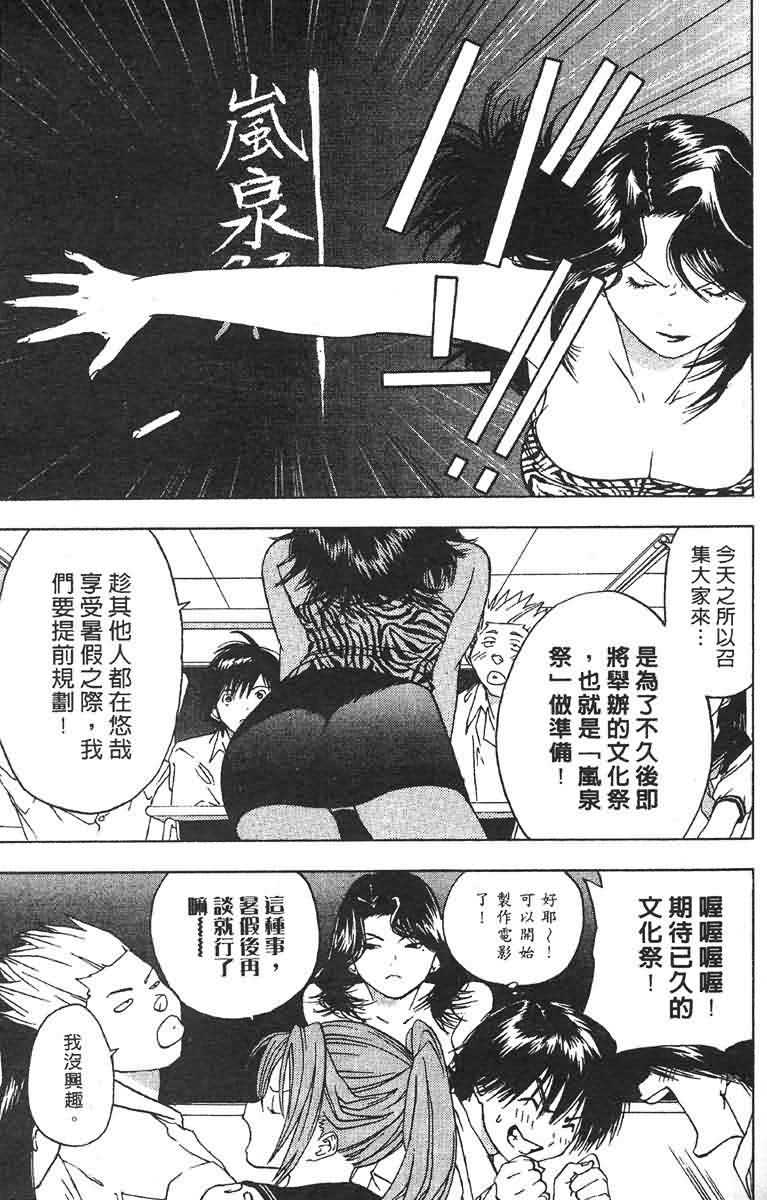 嵐泉祭
今天之所以召
集大家來…
是為了不久後即
將舉辦的文化祭
，也就是「嵐泉
祭」做準備！
趁其他人都在悠哉
享受暑假之際，我
們要提前規劃！
喔喔喔喔！
期待已久的
文化祭！
好耶～！
可以開始
製作電影
了！
這種事，
暑假後再
談就行了
嘛～～～
我沒興趣。